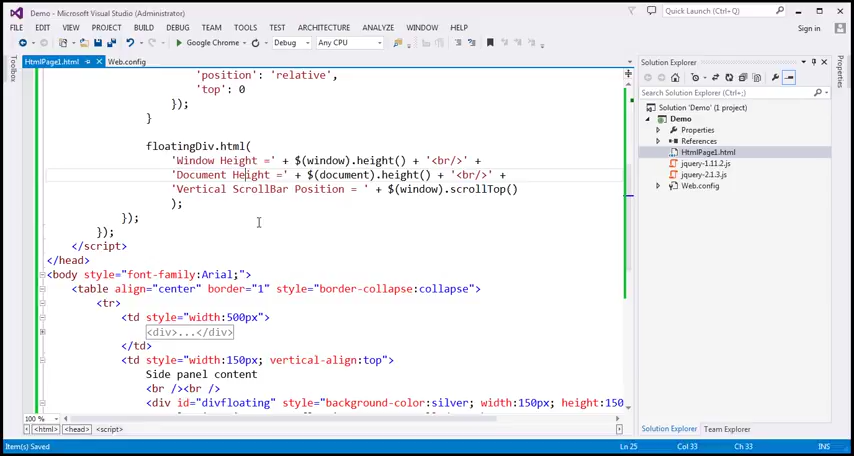 Demo - Microsoft Visual Studio (Administrator)
Quick Launch (Ctrl+Q)
FILE EDIT VIEW PROJECT BUILD DEBUG TEAM TOOLS TEST ARCHITECTURE ANALYZE WINDOW HELP
Sign in
Google Chrome Debug Any CPU
Toolbox
HtmlPage1.html Web.config
'position': 'relative',
'top': 0
});
}
floatingDiv.html(
'Window Height =' + $(window).height() + '<br/>' +
'Document Height =' + $(document).height() + '<br/>' +
'Vertical ScrollBar Position = ' + $(window).scrollTop()
);
});
});
</script>
</head>
<body style="font-family:Arial;">
<table align="center" border="1" style="border-collapse:collapse">
<tr>
<td style="width:500px">
<div>...</div>
</td>
<td style="width:150px; vertical-align:top">
Side panel content
<br /><br />
<div id="divfloating" style="background-color:silver; width:150px; height:150
100 %
<html> <head> <script>
Solution Explorer
Search Solution Explorer (Ctrl+;)
Solution 'Demo' (1 project)
Demo
Properties
References
HtmlPage1.html
jquery-1.11.2.js
jquery-2.1.3.js
Web.config
Solution Explorer Team Explorer
Properties
Item(s) Saved
Ln 25 Col 33 Ch 33